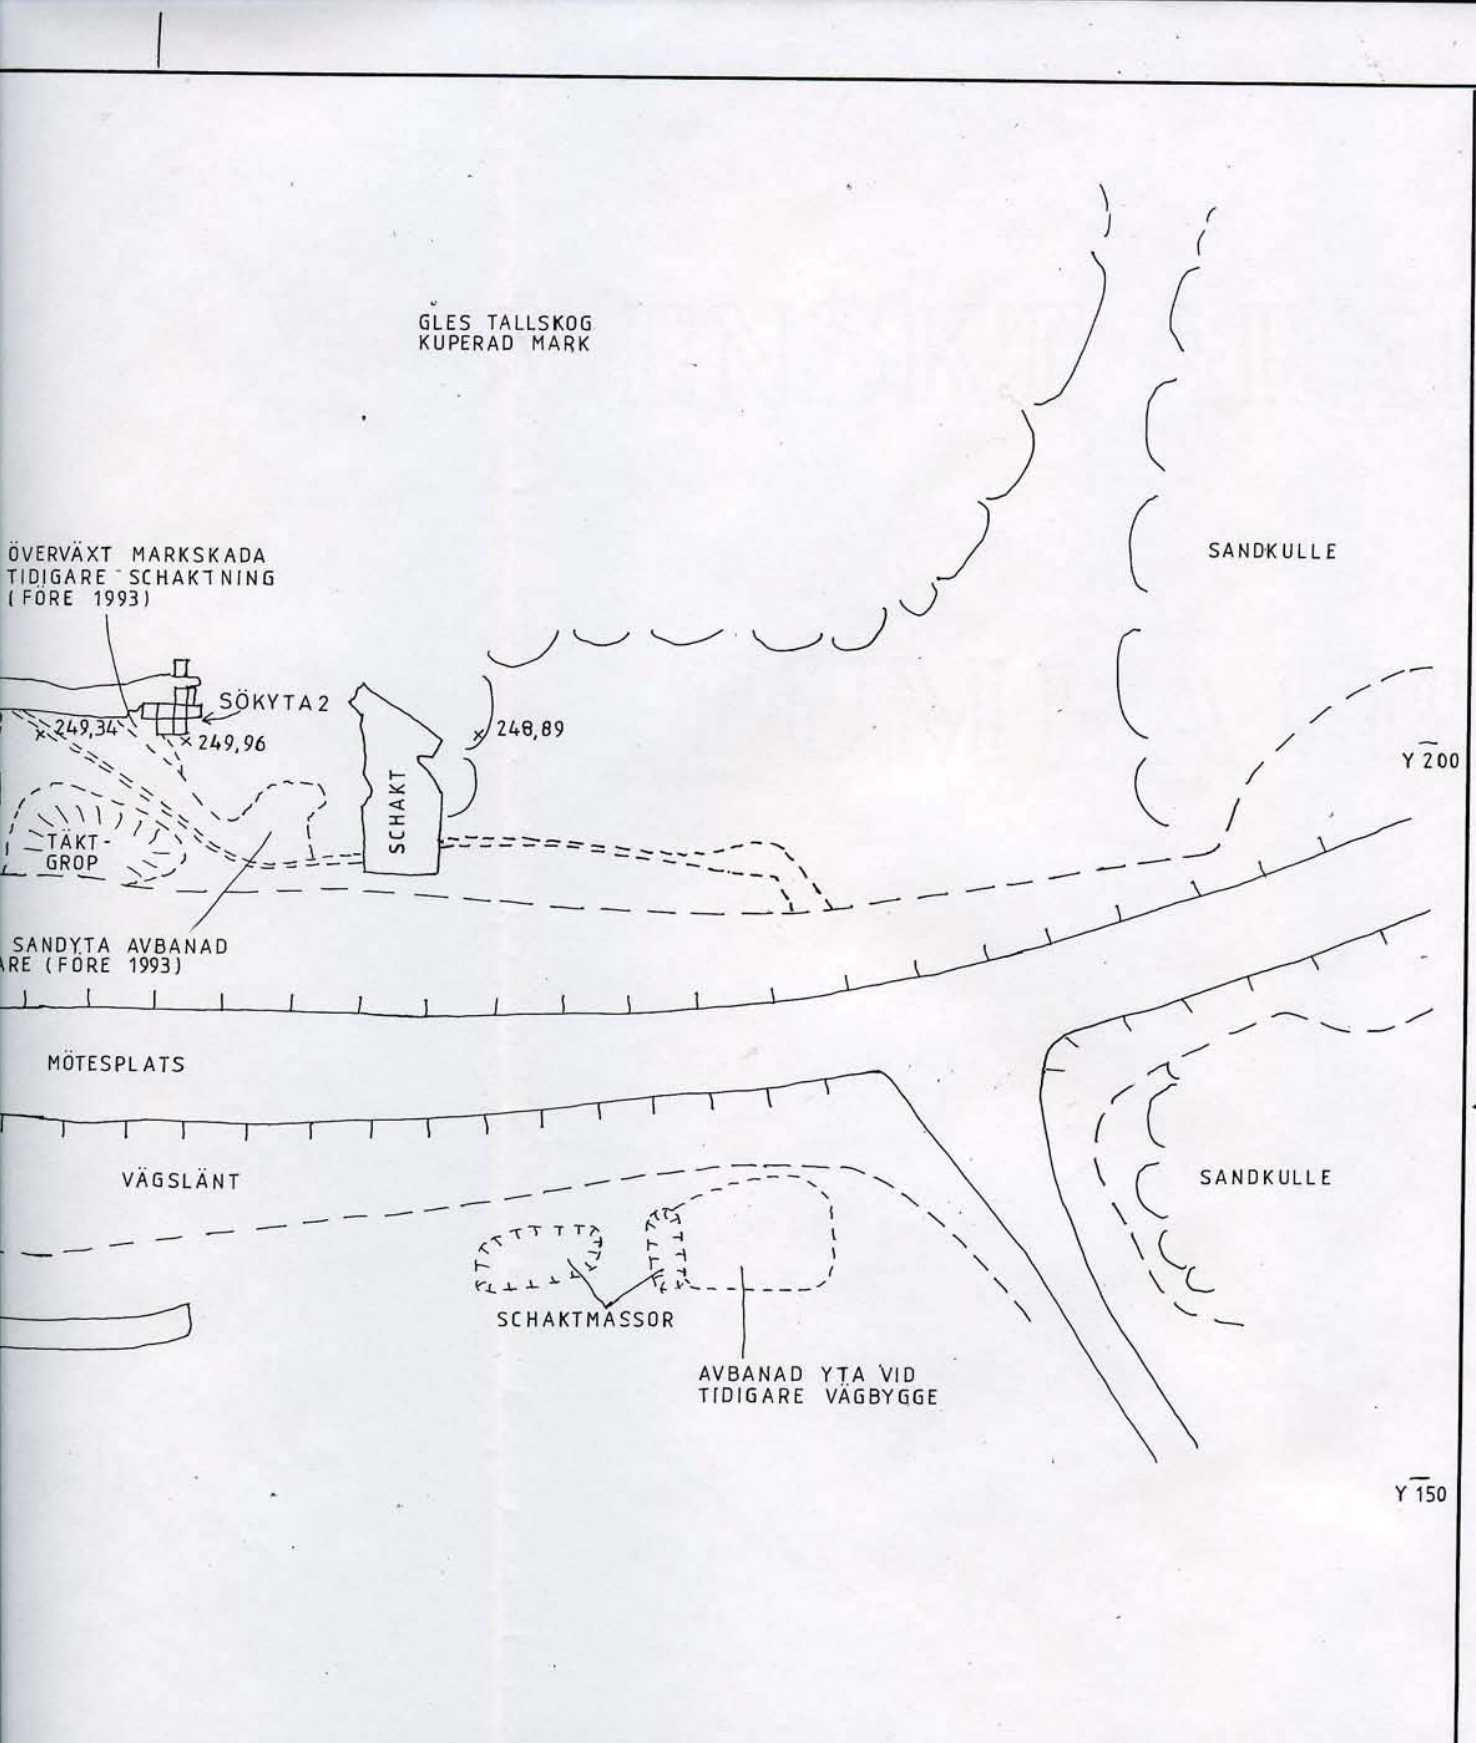 GLES TALLSKOG
KUPERAD MARK
SANDKULLE
ÖVERVÄXT MARKSKADA
TIDIGARE SCHAKTNING
(FÖRE 1993)
SÖKYTA 2
249,34
249,96
248,89
Y 200
SCHAKT
TÄKT-
GROP
SANDYTA AVBANAD
ARE (FÖRE 1993)
MÖTESPLATS
VÄGSLÄNT
SANDKULLE
SCHAKTMASSOR
AVBANAD YTA VID
TIDIGARE VÄGBYGGE
Y 150